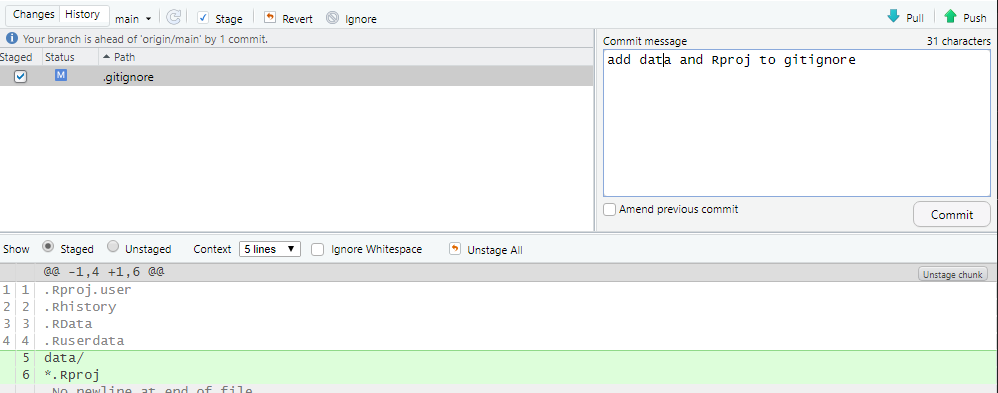 Changes History main Stage Revert Ignore Pull Push
Your branch is ahead of 'origin/main' by 1 commit.
Commit message 31 characters
Staged Status Path
M .gitignore
add data and Rproj to gitignore
Amend previous commit
Commit
Show Staged Unstaged Context 5 lines Ignore Whitespace Unstage All
@@ -1,4 +1,6 @@ Unstage chunk
1 1 .Rproj.user
2 2 .Rhistory
3 3 .RData
4 4 .Ruserdata
5 data/
6 *.Rproj
No newline at end of file